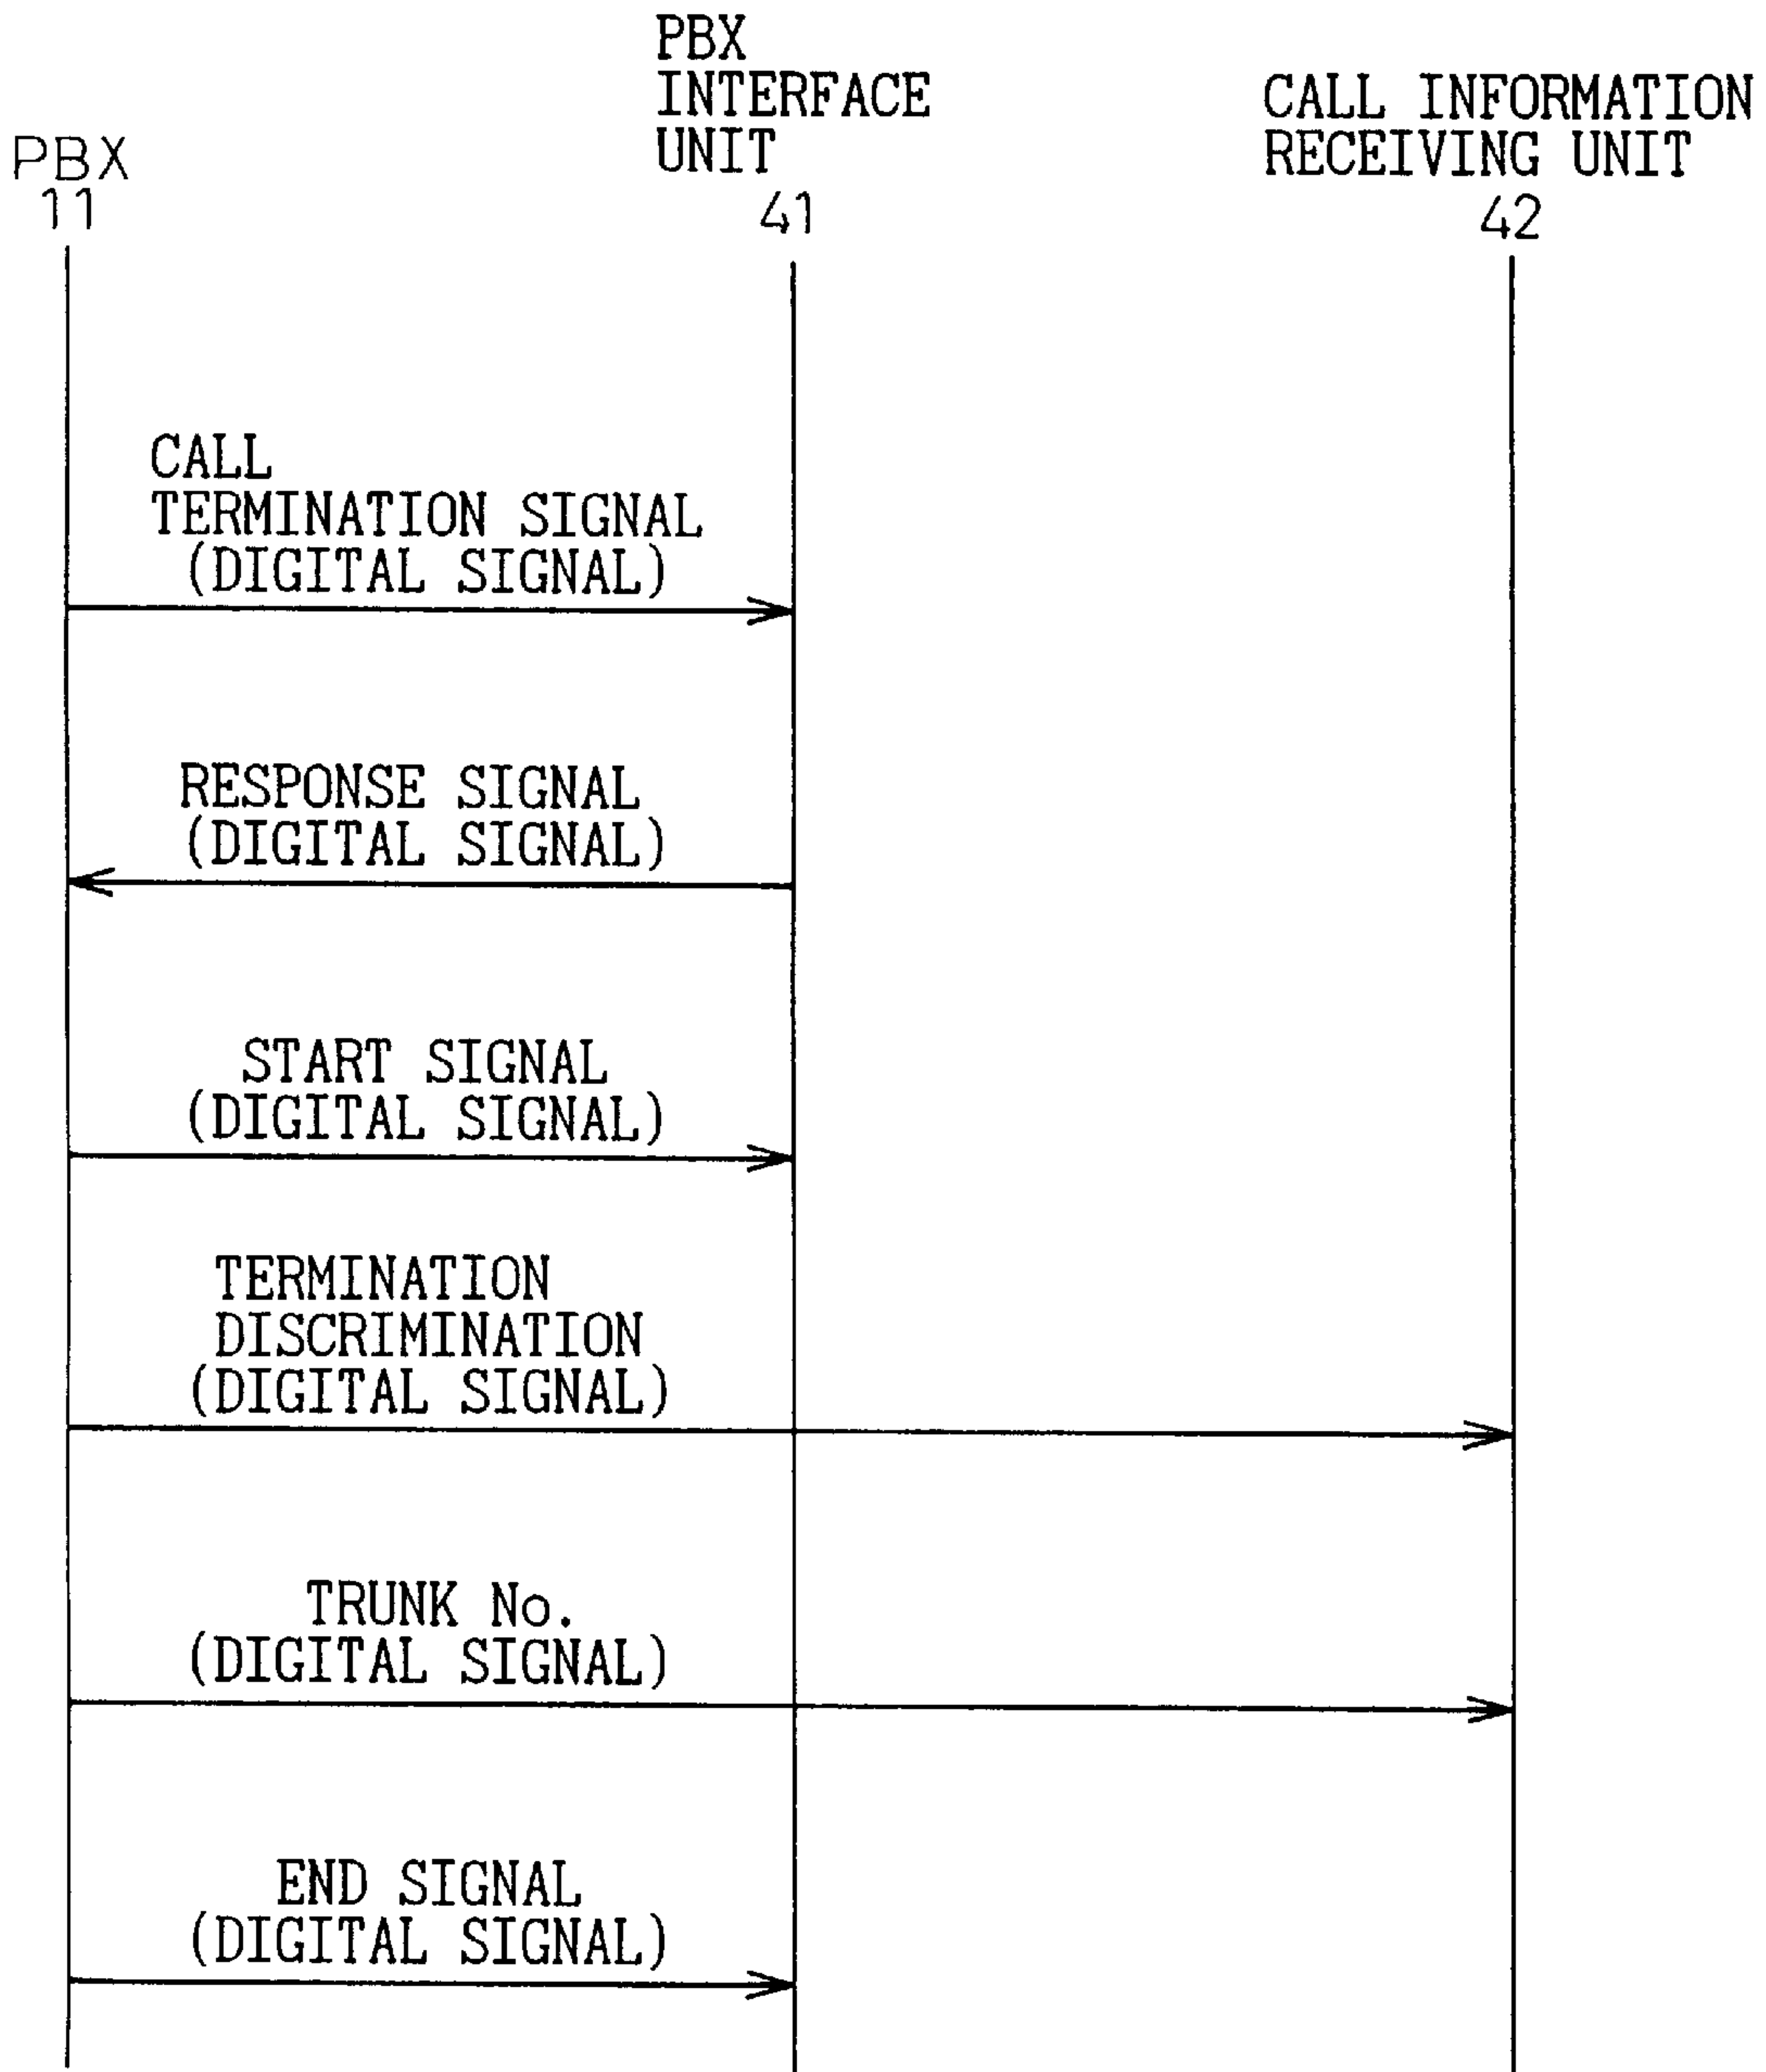 PBX
11
PBX
INTERFACE
UNIT
41
CALL INFORMATION
RECEIVING UNIT
42
CALL
TERMINATION SIGNAL
(DIGITAL SIGNAL)
RESPONSE SIGNAL
(DIGITAL SIGNAL)
START SIGNAL
(DIGITAL SIGNAL)
TERMINATION
DISCRIMINATION
(DIGITAL SIGNAL)
TRUNK No.
(DIGITAL SIGNAL)
END SIGNAL
(DIGITAL SIGNAL)